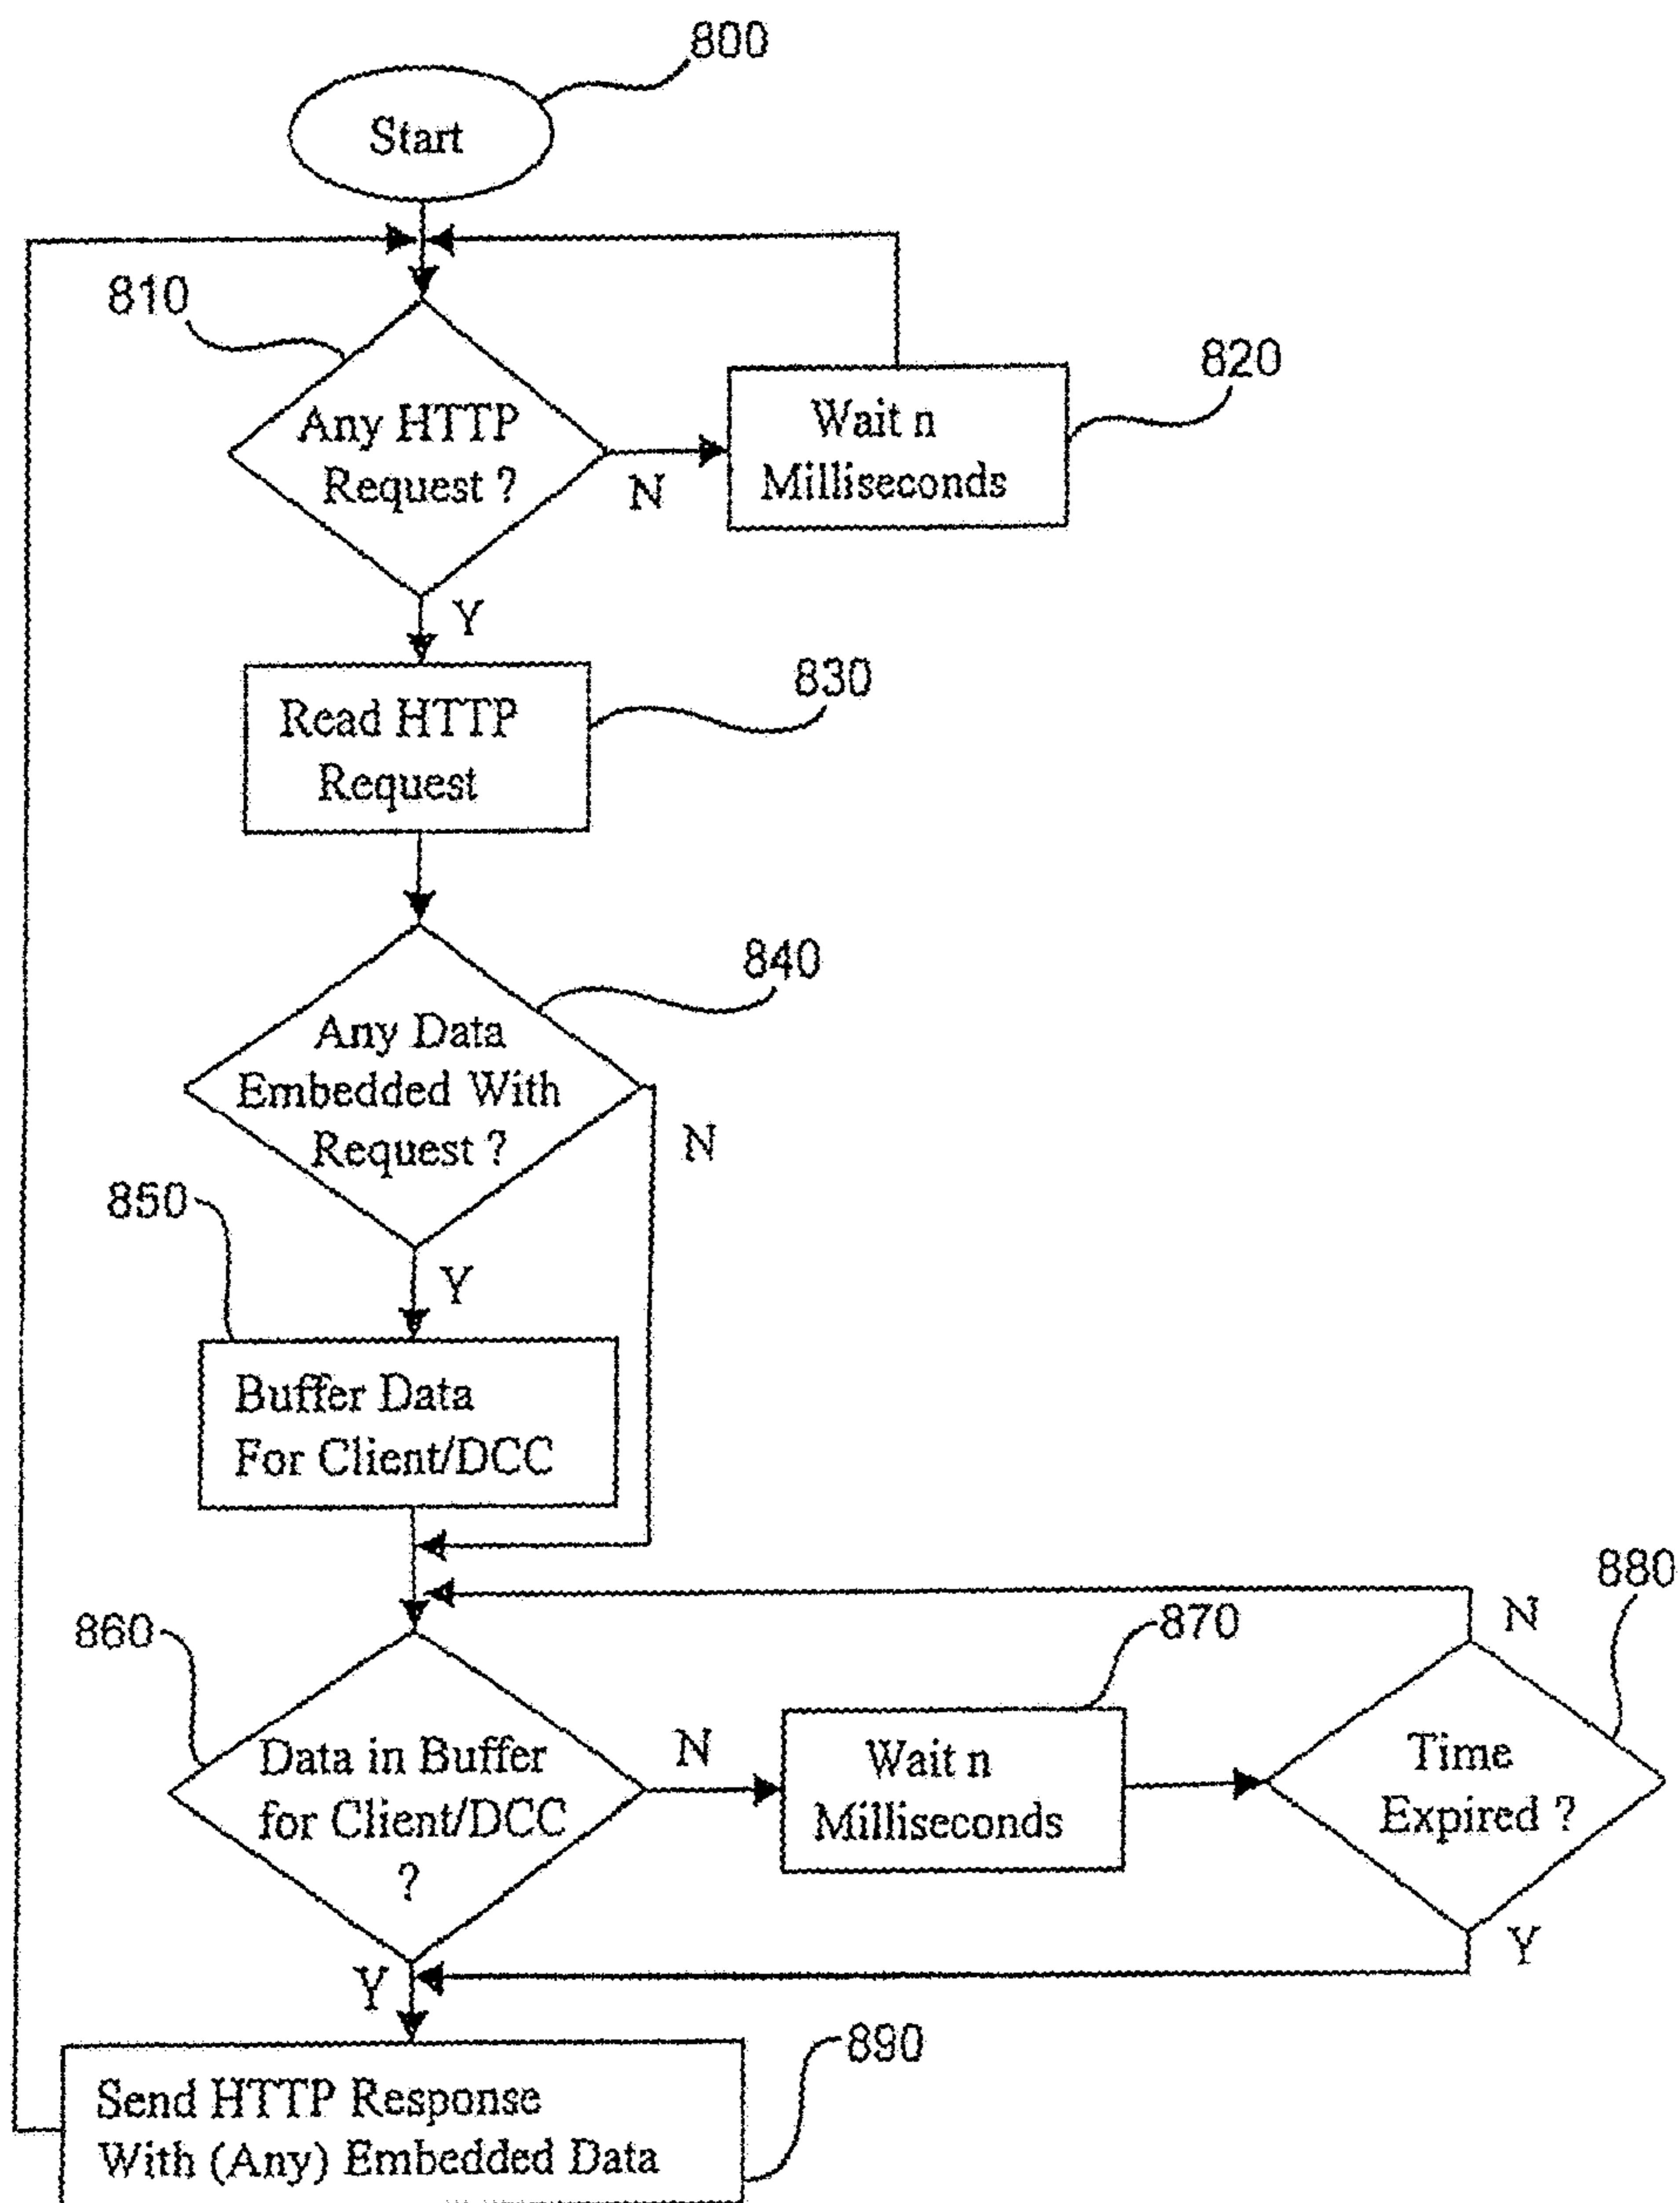 800
Start
810
Any HTTP
Request ?
N
Wait n
Milliseconds
820
Y
Read HTTP
Request
830
840
Any Data
Embedded With
Request ?
N
850
Y
Buffer Data
For Client/DCC
860
Data in Buffer
for Client/DCC
?
N
870
Wait n
Milliseconds
880
N
Time
Expired ?
Y
Y
Send HTTP Response
With (Any) Embedded Data
890